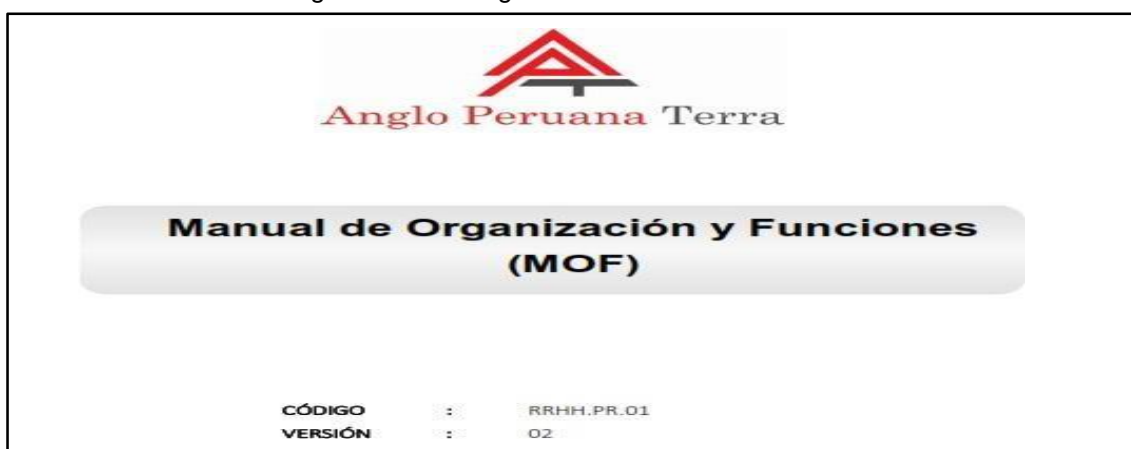 Anglo Peruana Terra
Manual de Organización y Funciones
(MOF)
CÓDIGO : RRHH.PR.01
VERSIÓN : 02